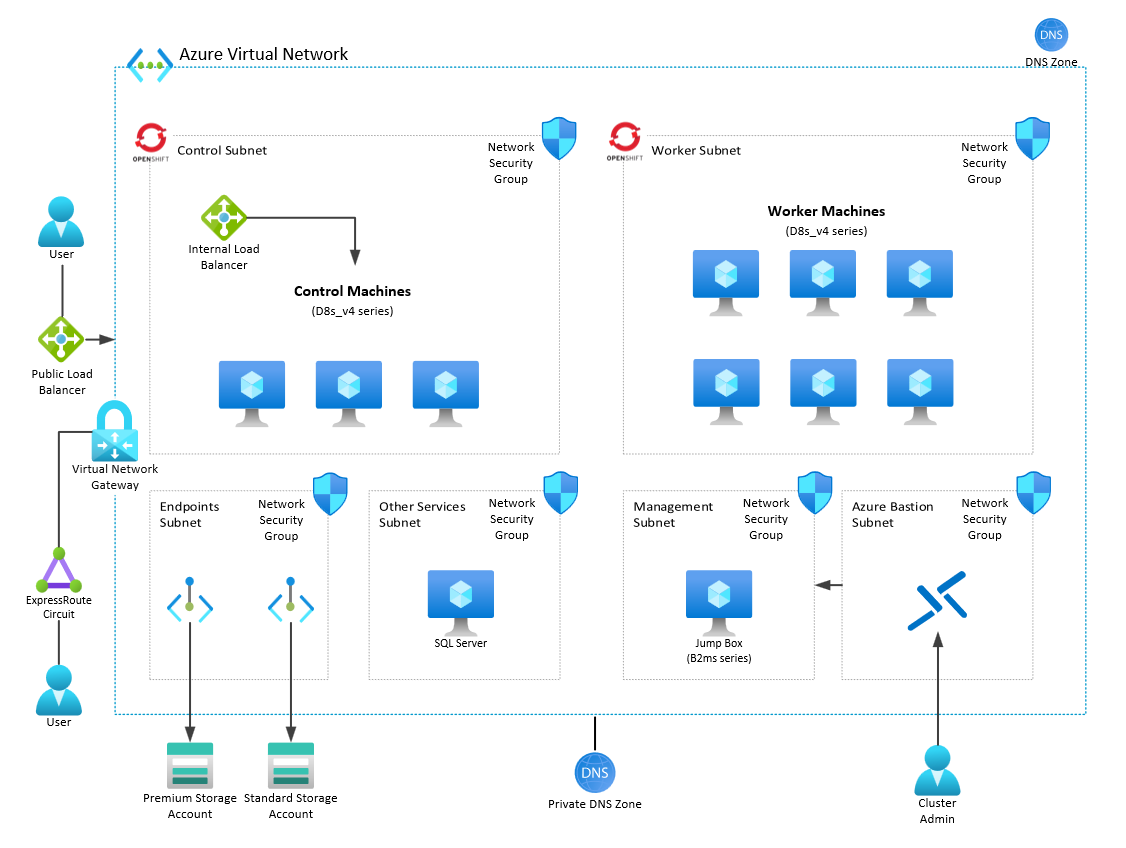 Azure Virtual Network
DNS
DNS Zone
OPENSHIFT
Control Subnet
Network
Security
Group
OPENSHIFT
Worker Subnet
Network
Security
Group
User
Internal Load
Balancer
Control Machines
(D8s_v4 series)
Worker Machines
(D8s_v4 series)
Public Load
Balancer
Virtual Network
Gateway
Endpoints
Subnet
Network
Security
Group
Other Services
Subnet
Network
Security
Group
Management
Subnet
Network
Security
Group
Azure Bastion
Subnet
Network
Security
Group
ExpressRoute
Circuit
SQL Server
Jump Box
(B2ms series)
User
Premium Storage
Account
Standard Storage
Account
DNS
Private DNS Zone
Cluster
Admin